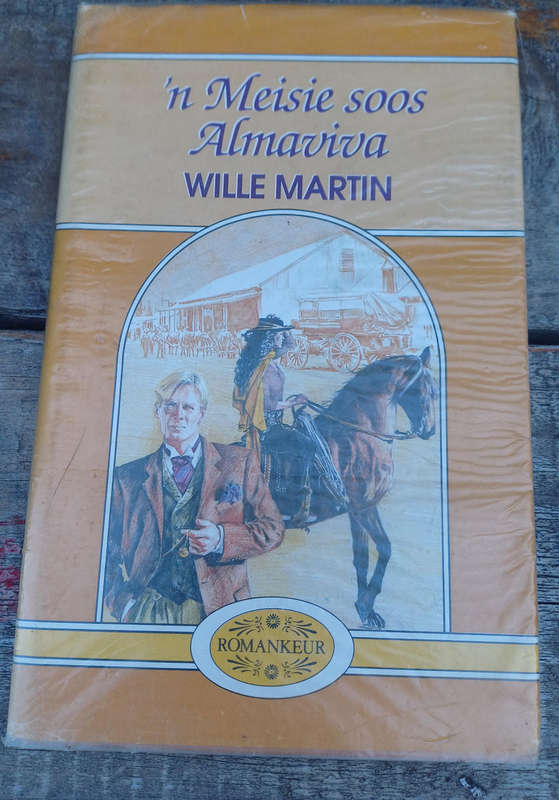 'n Meisie soos
Almaviva
WILLE MARTIN
ROMANKEUR